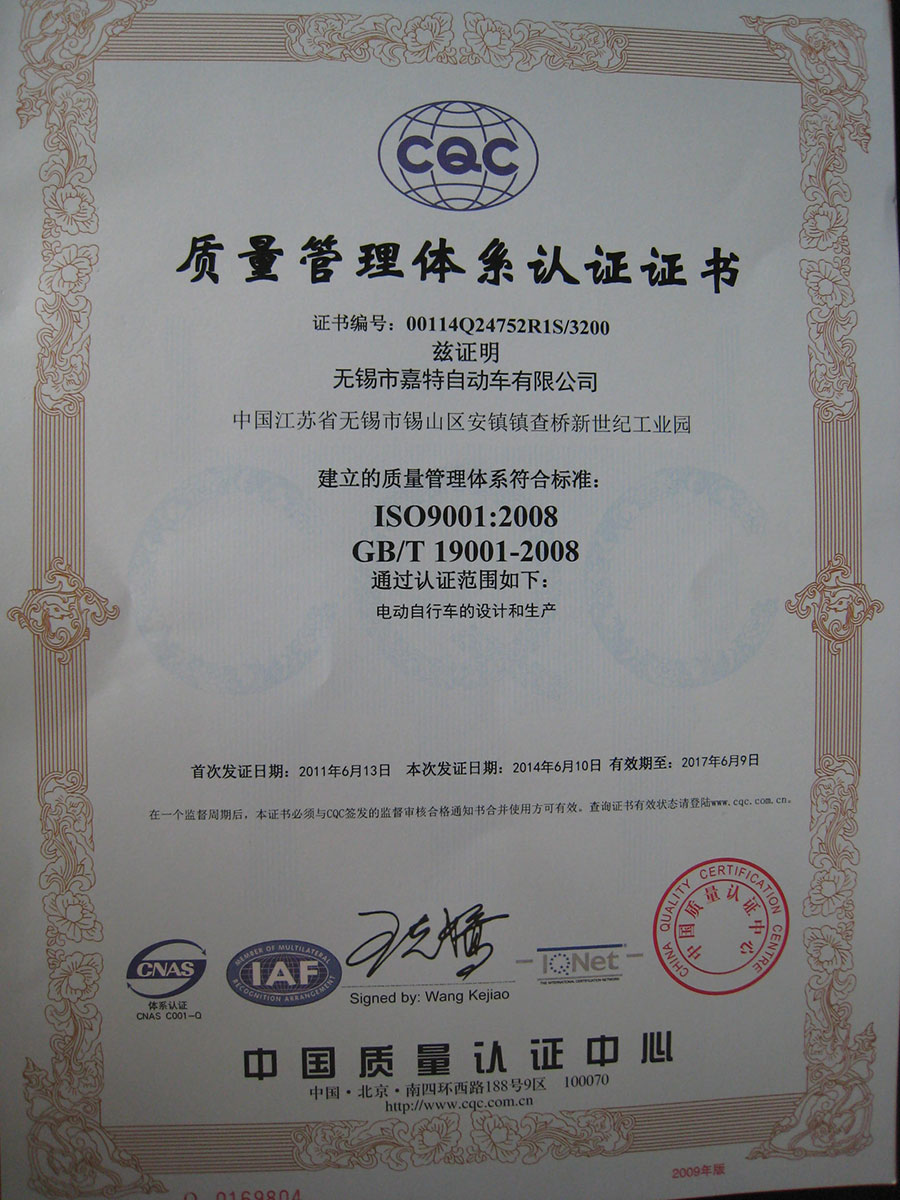 CQC
质量管理体系认证证书
证书编号：00114Q24752R1S/3200
兹证明
无锡市嘉特自动车有限公司
中国江苏省无锡市锡山区安镇镇查桥新世纪工业园
建立的质量管理体系符合标准：
ISO9001:2008
GB/T 19001-2008
通过认证范围如下：
电动自行车的设计和生产
首次发证日期：2011年6月13日 本次发证日期：2014年6月10日 有效期至：2017年6月9日
在一个监督周期后，本证书必须与CQC签发的监督审核合格通知书合并使用方可有效。查询证书有效状态请登陆www.cqc.com.cn。
CHINA QUALITY CERTIFICATION CENTRE
中国质量认证中心
CNAS
体系认证
CNAS C001-Q
MEMBER OF MULTILATERAL
IAF
RECOGNITION ARRANGEMENT
王克娇
Signed by: Wang Kejiao
IQNet
THE INTERNATIONAL CERTIFICATION NETWORK
中国质量认证中心
中国·北京·南四环西路188号9区 100070
http://www.cqc.com.cn
2009年版
0169804